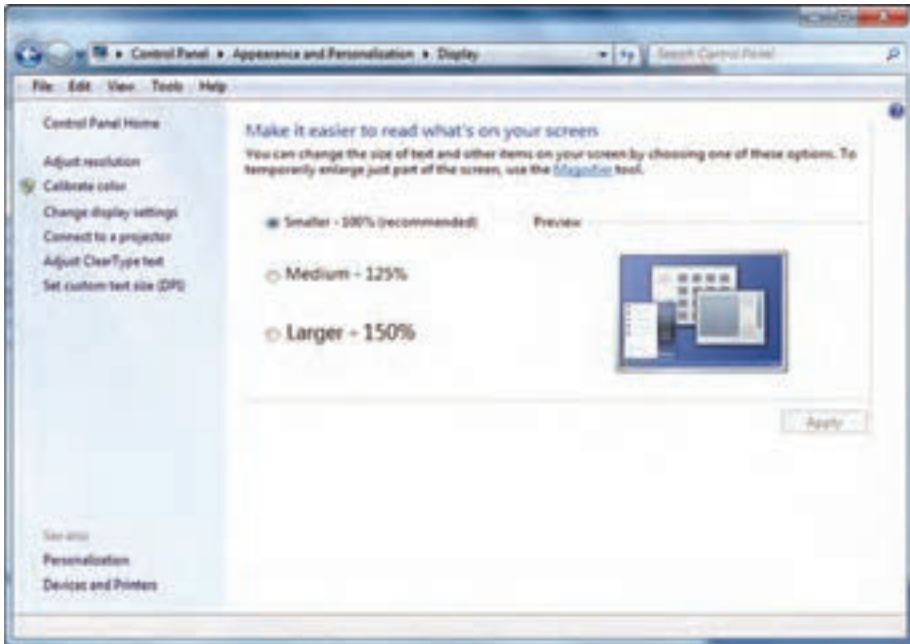 Control Panel ▸ Appearance and Personalization ▸ Display
Search Control Panel
File Edit View Tools Help
Control Panel Home
Adjust resolution
Calibrate color
Change display settings
Connect to a projector
Adjust ClearType text
Set custom text size (DPI)
See also
Personalization
Devices and Printers
Make it easier to read what's on your screen
You can change the size of text and other items on your screen by choosing one of these options. To
temporarily enlarge just part of the screen, use the Magnifier tool.
Smaller - 100% (recommended)
Preview
Medium - 125%
Larger - 150%
Apply